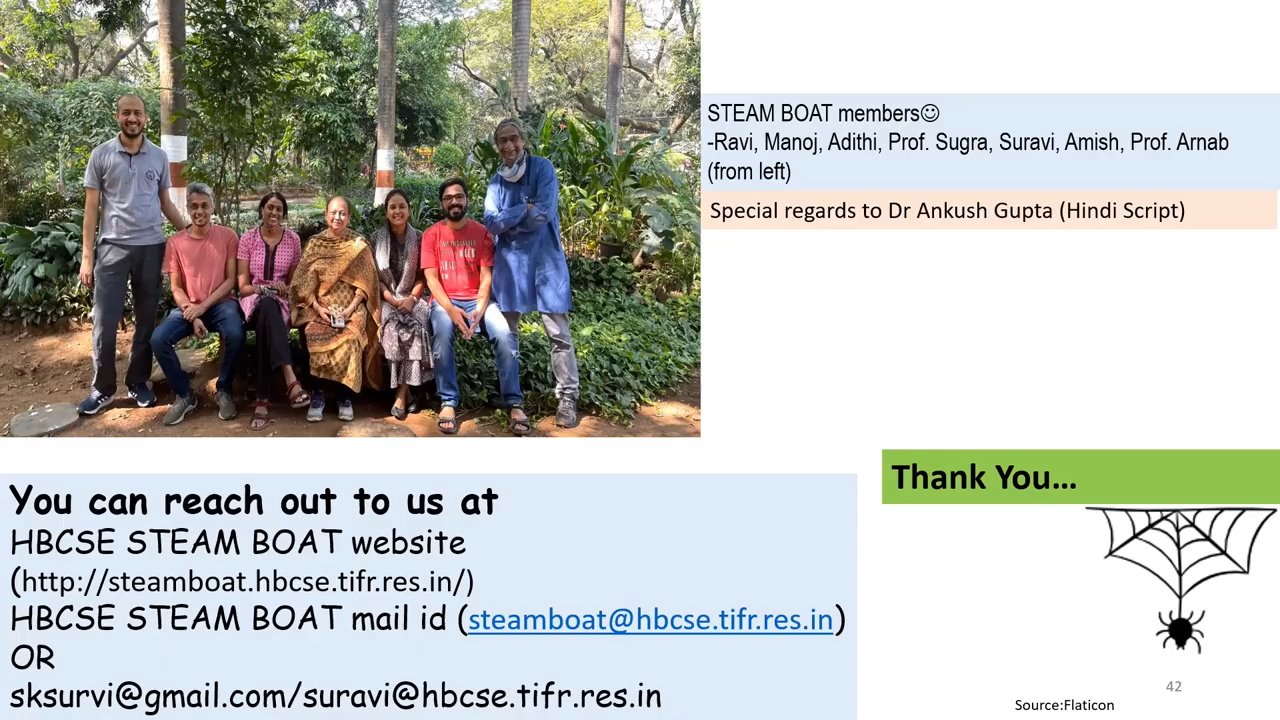 STEAM BOAT members☺
-Ravi, Manoj, Adithi, Prof. Sugra, Suravi, Amish, Prof. Arnab
(from left)
Special regards to Dr Ankush Gupta (Hindi Script)
Thank You…
You can reach out to us at
HBCSE STEAM BOAT website
(http://steamboat.hbcse.tifr.res.in/)
HBCSE STEAM BOAT mail id (steamboat@hbcse.tifr.res.in)
OR
sksurvi@gmail.com/suravi@hbcse.tifr.res.in
42
Source:Flaticon